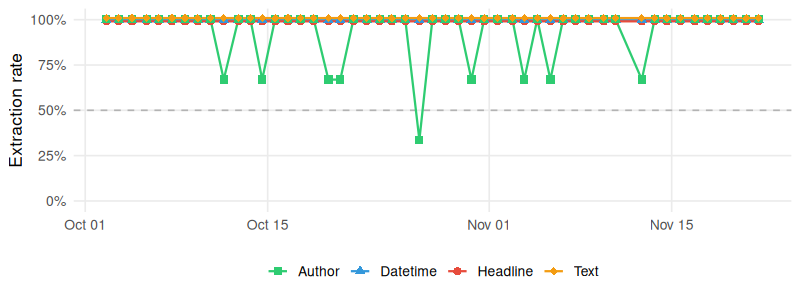 100%
75%
50%
25%
0%
Extraction rate
Oct 01 Oct 15 Nov 01 Nov 15
Author Datetime Headline Text